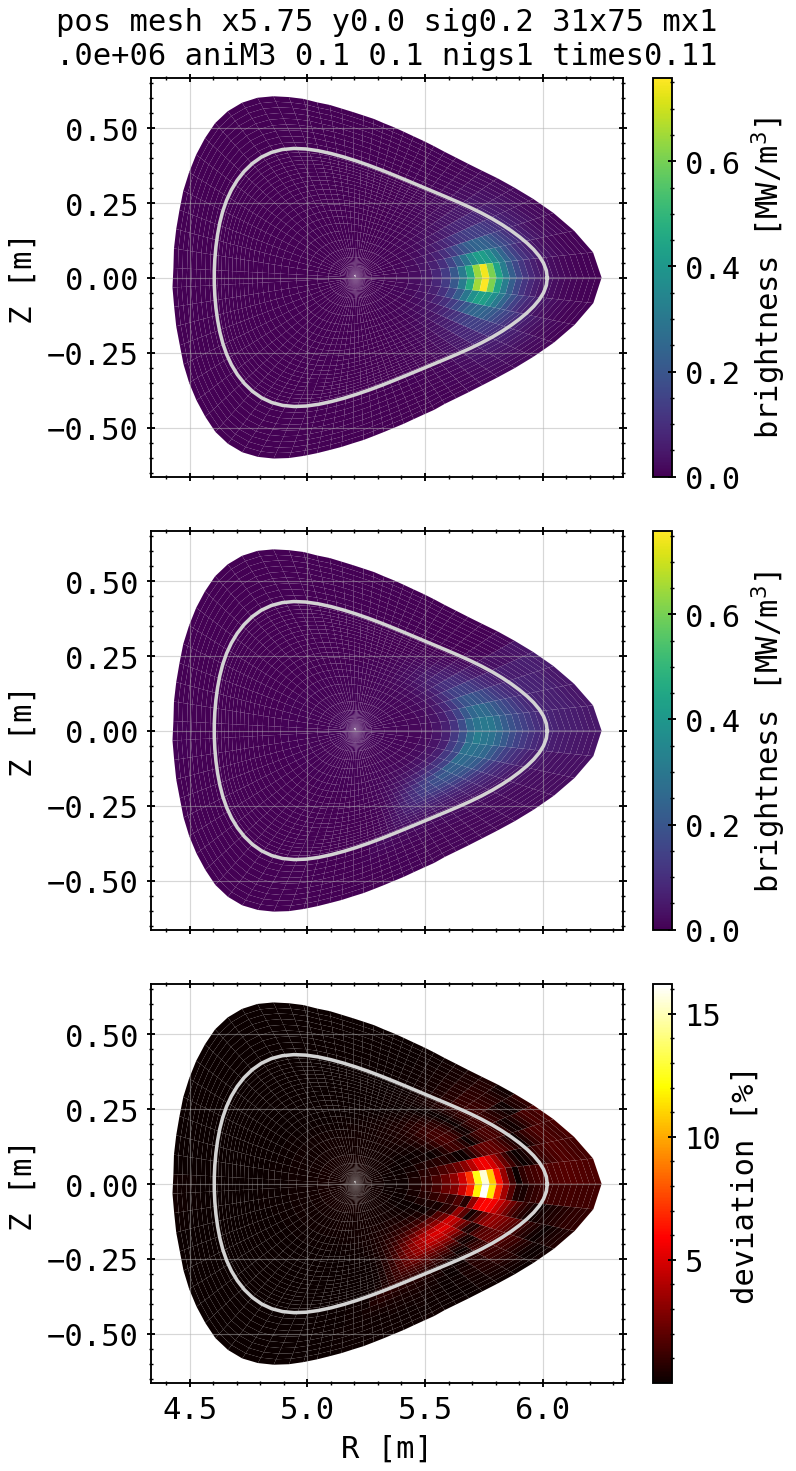 pos mesh x5.75 y0.0 sig0.2 31x75 mx1
.0e+06 aniM3 0.1 0.1 nigs1 times0.11
0.50
0.25
0.00
−0.25
−0.50
Z [m]
0.6
0.4
0.2
0.0
brightness [MW/m³]
0.50
0.25
0.00
−0.25
−0.50
Z [m]
0.6
0.4
0.2
0.0
brightness [MW/m³]
0.50
0.25
0.00
−0.25
−0.50
Z [m]
15
10
5
deviation [%]
4.5 5.0 5.5 6.0
R [m]